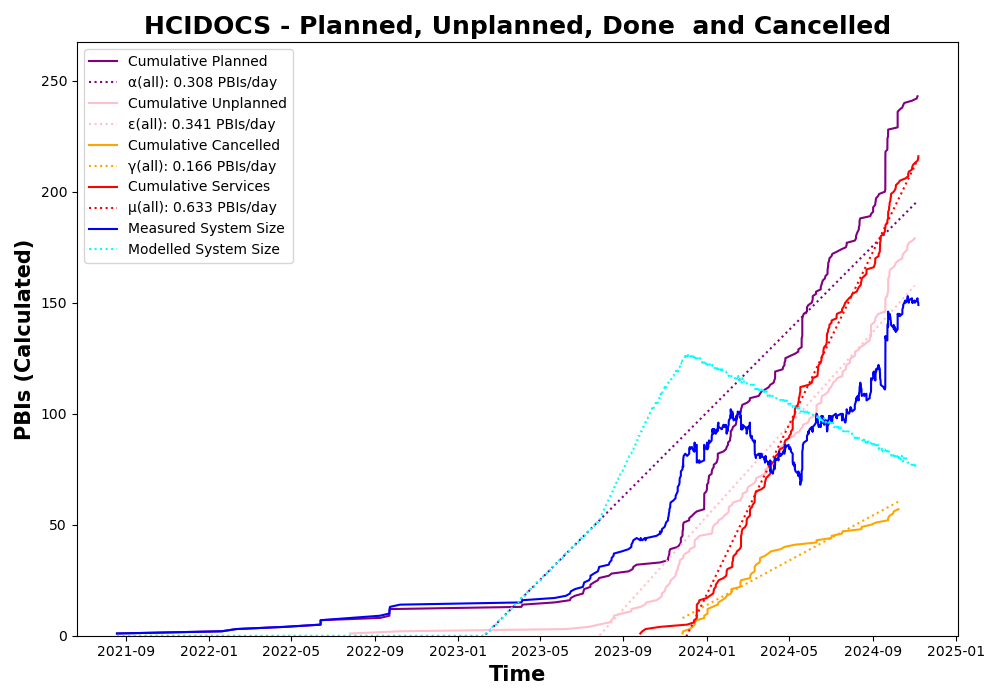 HCIDOCS - Planned, Unplanned, Done  and Cancelled
Cumulative Planned
α(all): 0.308 PBIs/day
Cumulative Unplanned
ε(all): 0.341 PBIs/day
Cumulative Cancelled
γ(all): 0.166 PBIs/day
Cumulative Services
μ(all): 0.633 PBIs/day
Measured System Size
Modelled System Size
PBIs (Calculated)
250
200
150
100
50
0
2021-09 2022-01 2022-05 2022-09 2023-01 2023-05 2023-09 2024-01 2024-05 2024-09 2025-01
Time